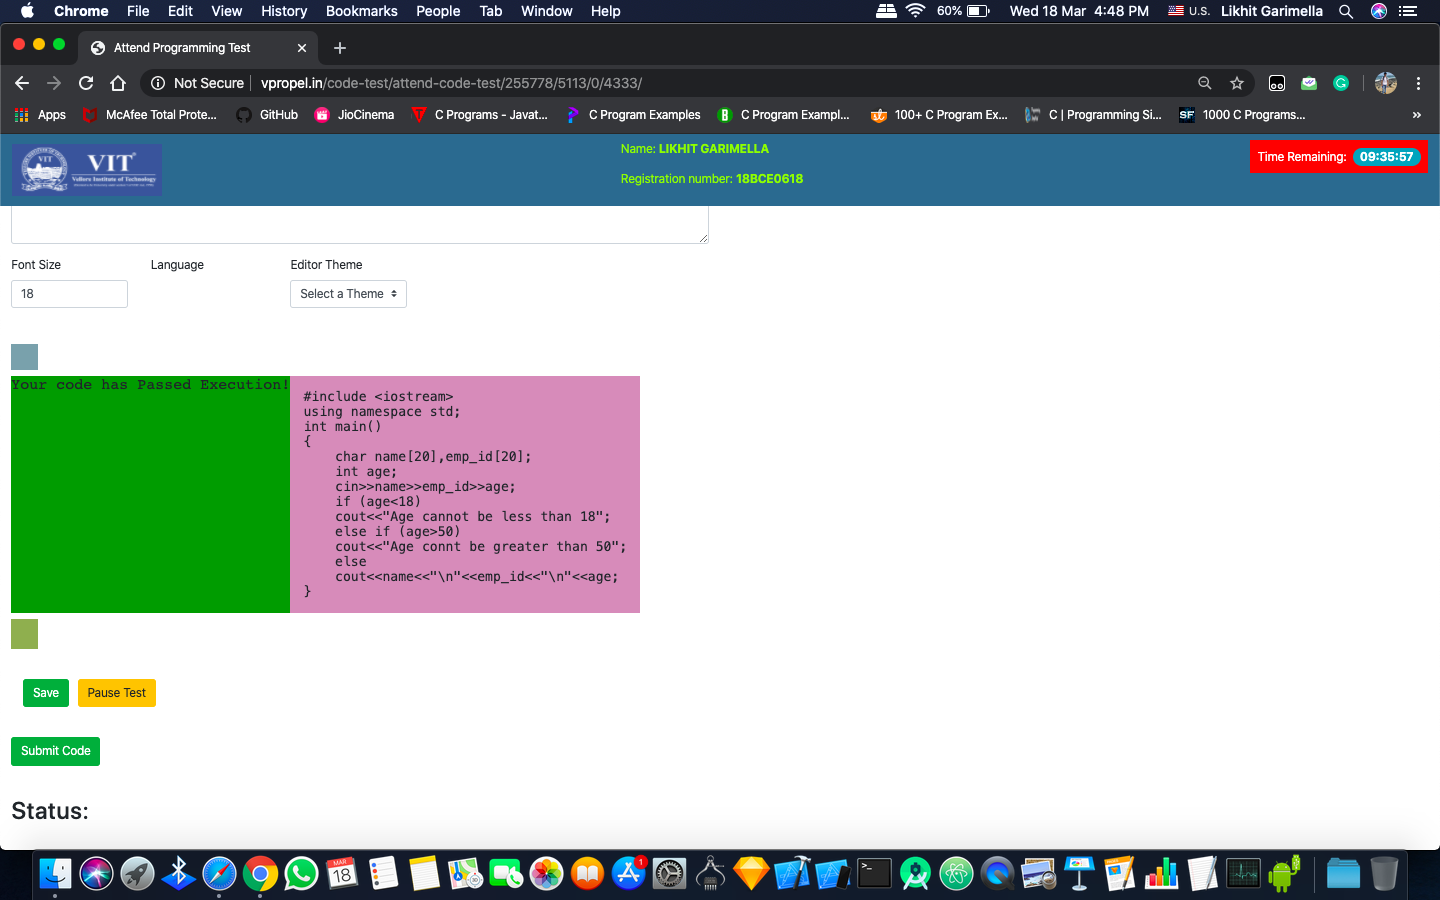 Chrome File Edit View History Bookmarks People Tab Window Help 60% Wed 18 Mar 4:48 PM U.S. Likhit Garimella
Attend Programming Test
Not Secure vpropel.in/code-test/attend-code-test/255778/5113/0/4333/
Apps McAfee Total Prote... GitHub JioCinema C Programs - Javat... C Program Examples C Program Exampl... 100+ C Program Ex... C | Programming Si... SF 1000 C Programs... »
VIT VIT
Vellore Institute of Technology
Name: LIKHIT GARIMELLA
Registration number: 18BCE0618
Time Remaining: 09:35:57
Font Size Language Editor Theme
18 Select a Theme
Your code has Passed Execution!
#include <iostream>
using namespace std;
int main()
{
    char name[20],emp_id[20];
    int age;
    cin>>name>>emp_id>>age;
    if (age<18)
    cout<<"Age cannot be less than 18";
    else if (age>50)
    cout<<"Age connt be greater than 50";
    else
    cout<<name<<"\n"<<emp_id<<"\n"<<age;
}
Save Pause Test
Submit Code
Status:
MAR
18
1